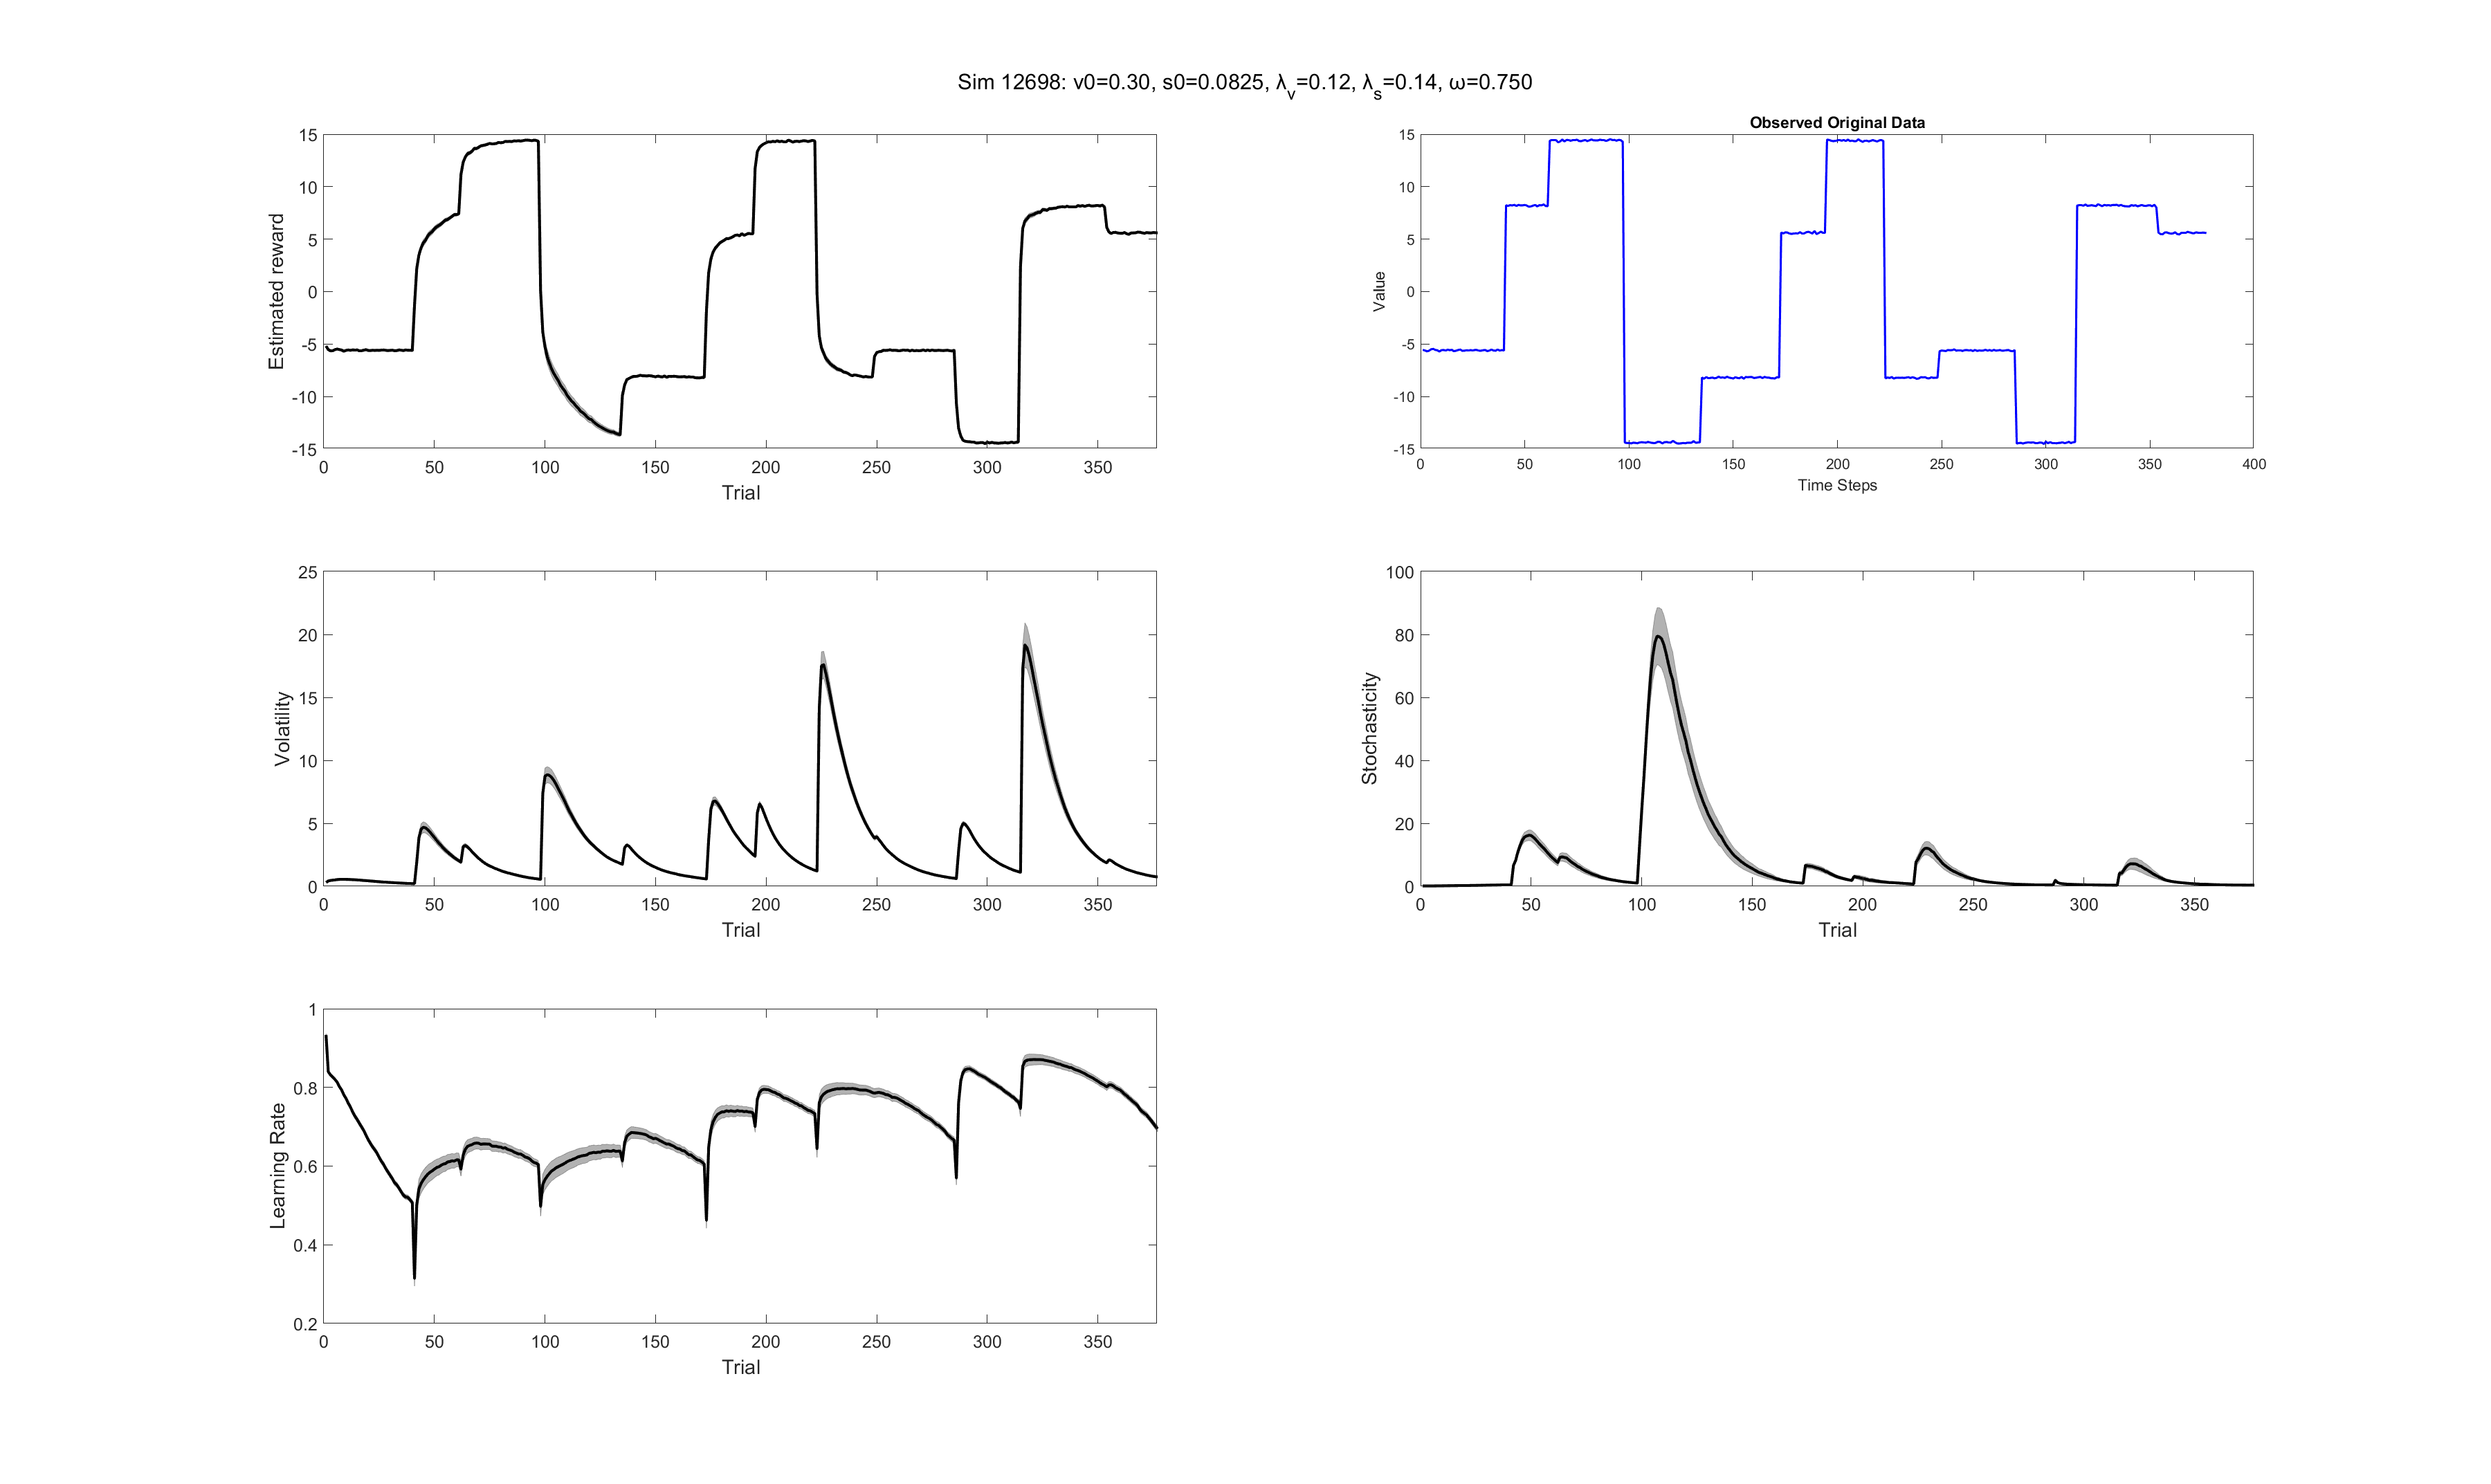 Sim 12698: v0=0.30, s0=0.0825, λv=0.12, λs=0.14, ω=0.750
15
10
5
0
-5
-10
-15
Estimated reward
0 50 100 150 200 250 300 350
Trial
Observed Original Data
15
10
5
0
-5
-10
-15
Value
0 50 100 150 200 250 300 350 400
Time Steps
25
20
15
10
5
0
Volatility
0 50 100 150 200 250 300 350
Trial
100
80
60
40
20
0
Stochasticity
0 50 100 150 200 250 300 350
Trial
1
0.8
0.6
0.4
0.2
Learning Rate
0 50 100 150 200 250 300 350
Trial